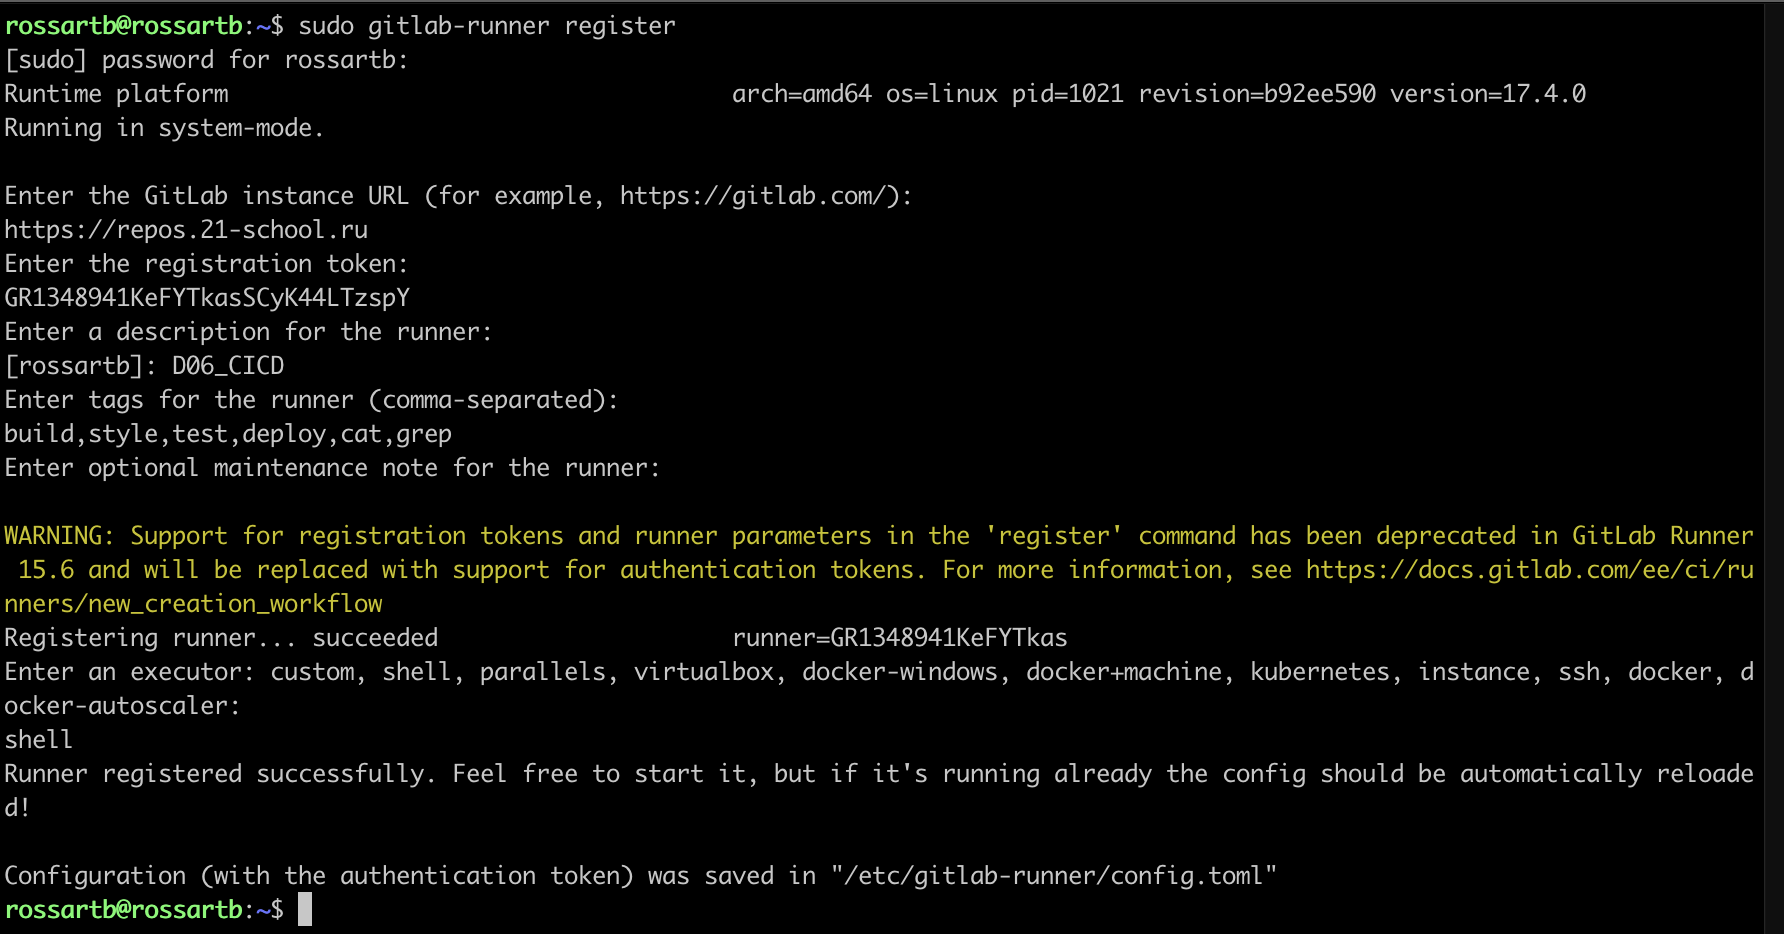 rossartb@rossartb:~$ sudo gitlab-runner register
[sudo] password for rossartb:
Runtime platform                                    arch=amd64 os=linux pid=1021 revision=b92ee590 version=17.4.0
Running in system-mode.

Enter the GitLab instance URL (for example, https://gitlab.com/):
https://repos.21-school.ru
Enter the registration token:
GR1348941KeFYTkasSCyK44LTzspY
Enter a description for the runner:
[rossartb]: D06_CICD
Enter tags for the runner (comma-separated):
build,style,test,deploy,cat,grep
Enter optional maintenance note for the runner:

WARNING: Support for registration tokens and runner parameters in the 'register' command has been deprecated in GitLab Runner
 15.6 and will be replaced with support for authentication tokens. For more information, see https://docs.gitlab.com/ee/ci/ru
nners/new_creation_workflow
Registering runner... succeeded                     runner=GR1348941KeFYTkas
Enter an executor: custom, shell, parallels, virtualbox, docker-windows, docker+machine, kubernetes, instance, ssh, docker, d
ocker-autoscaler:
shell
Runner registered successfully. Feel free to start it, but if it's running already the config should be automatically reloade
d!

Configuration (with the authentication token) was saved in "/etc/gitlab-runner/config.toml"
rossartb@rossartb:~$